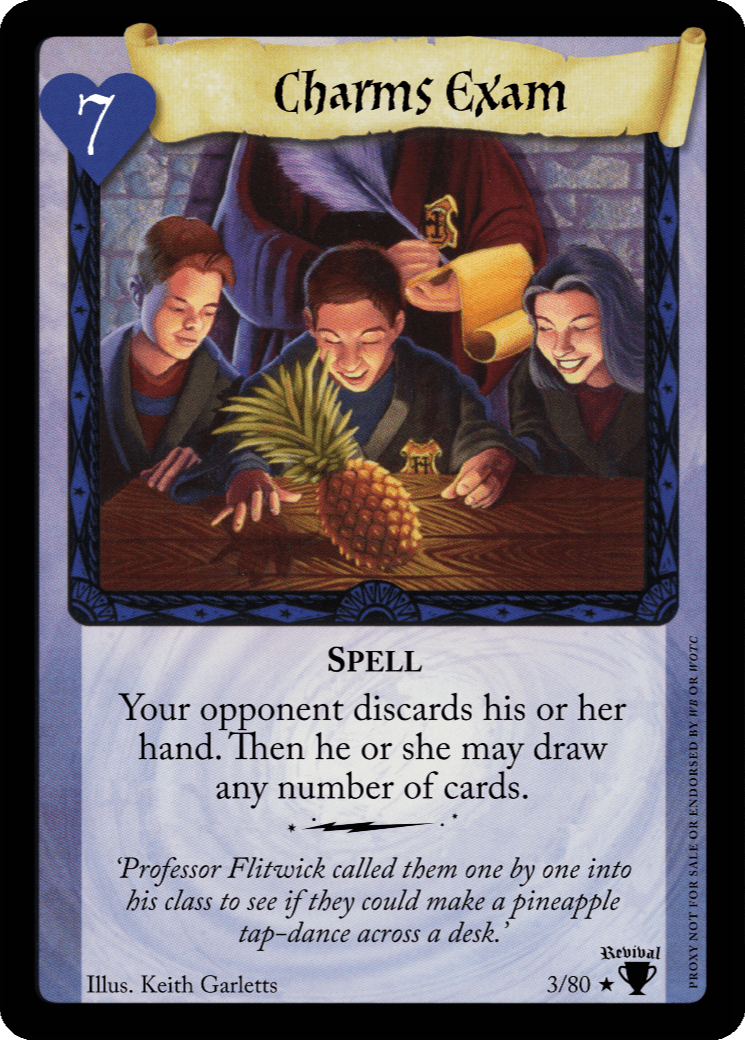 7
Charms Exam
H
H
SPELL
Your opponent discards his or her
hand. Then he or she may draw
any number of cards.
‘Professor Flitwick called them one by one into
his class to see if they could make a pineapple
tap-dance across a desk.’
Illus. Keith Garletts
3/80 ★
Revival
PROXY NOT FOR SALE OR ENDORSED BY WB OR WOTC